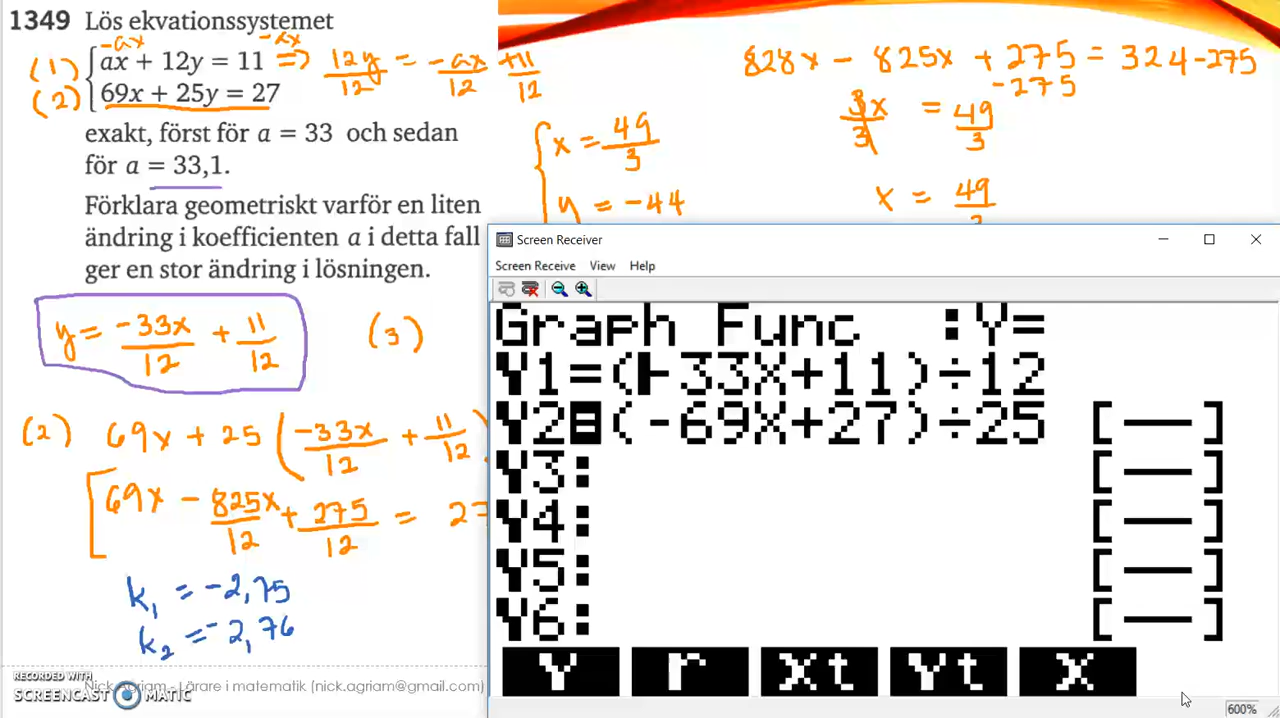 1349 Lös ekvationssystemet
-ax -ax
(1) ax + 12y = 11 => 12y/12 = -ax/12 + 11/12
(2) 69x + 25y = 27
exakt, först för a = 33 och sedan
för a = 33,1.
Förklara geometriskt varför en liten
ändring i koefficienten a i detta fall
ger en stor ändring i lösningen.
y = -33x/12 + 11/12 (3)
(2) 69x + 25 (-33x/12 + 11/12)
[69x - 825x/12 + 275/12 =
k₁ = -2,75
k₂ = -2,76
828x - 825x + 275 = 324 -275
-275
3x/3 = 49/3
x = 49
x = 49/3
y = -44
Screen Receiver
Screen Receive View Help
Graph Func :Y=
Y1=(-33X+11)÷12
Y2=(-69X+27)÷25 [—]
Y3: [—]
Y4: [—]
Y5: [—]
Y6: [—]
Y r Xt Yt X
600%
RECORDED WITH
SCREENCAST MATIC
Nick Agriam - Lärare i matematik (nick.agriam@gmail.com)